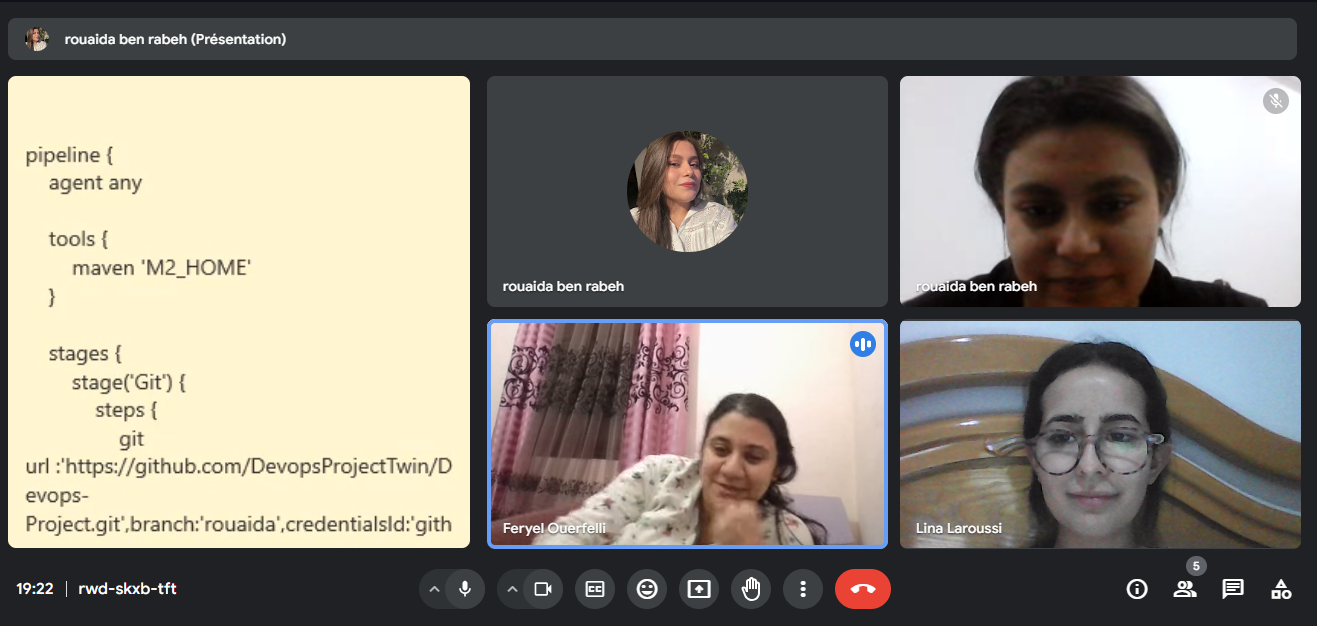 rouaida ben rabeh (Présentation)
pipeline {
agent any
tools {
maven 'M2_HOME'
}
stages {
stage('Git') {
steps {
git
url :'https://github.com/DevopsProjectTwin/D
evops-
Project.git',branch:'rouaida',credentialsId:'gith
rouaida ben rabeh
rouaida ben rabeh
Feryel Ouerfelli
Lina Laroussi
19:22 | rwd-skxb-tft
CC
5